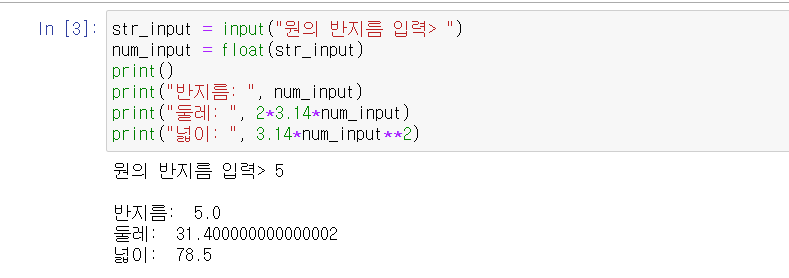 In [3]: str_input = input("원의 반지름 입력> ")
num_input = float(str_input)
print()
print("반지름: ", num_input)
print("둘레: ", 2*3.14*num_input)
print("넓이: ", 3.14*num_input**2)
원의 반지름 입력> 5
반지름:  5.0
둘레:  31.400000000000002
넓이:  78.5